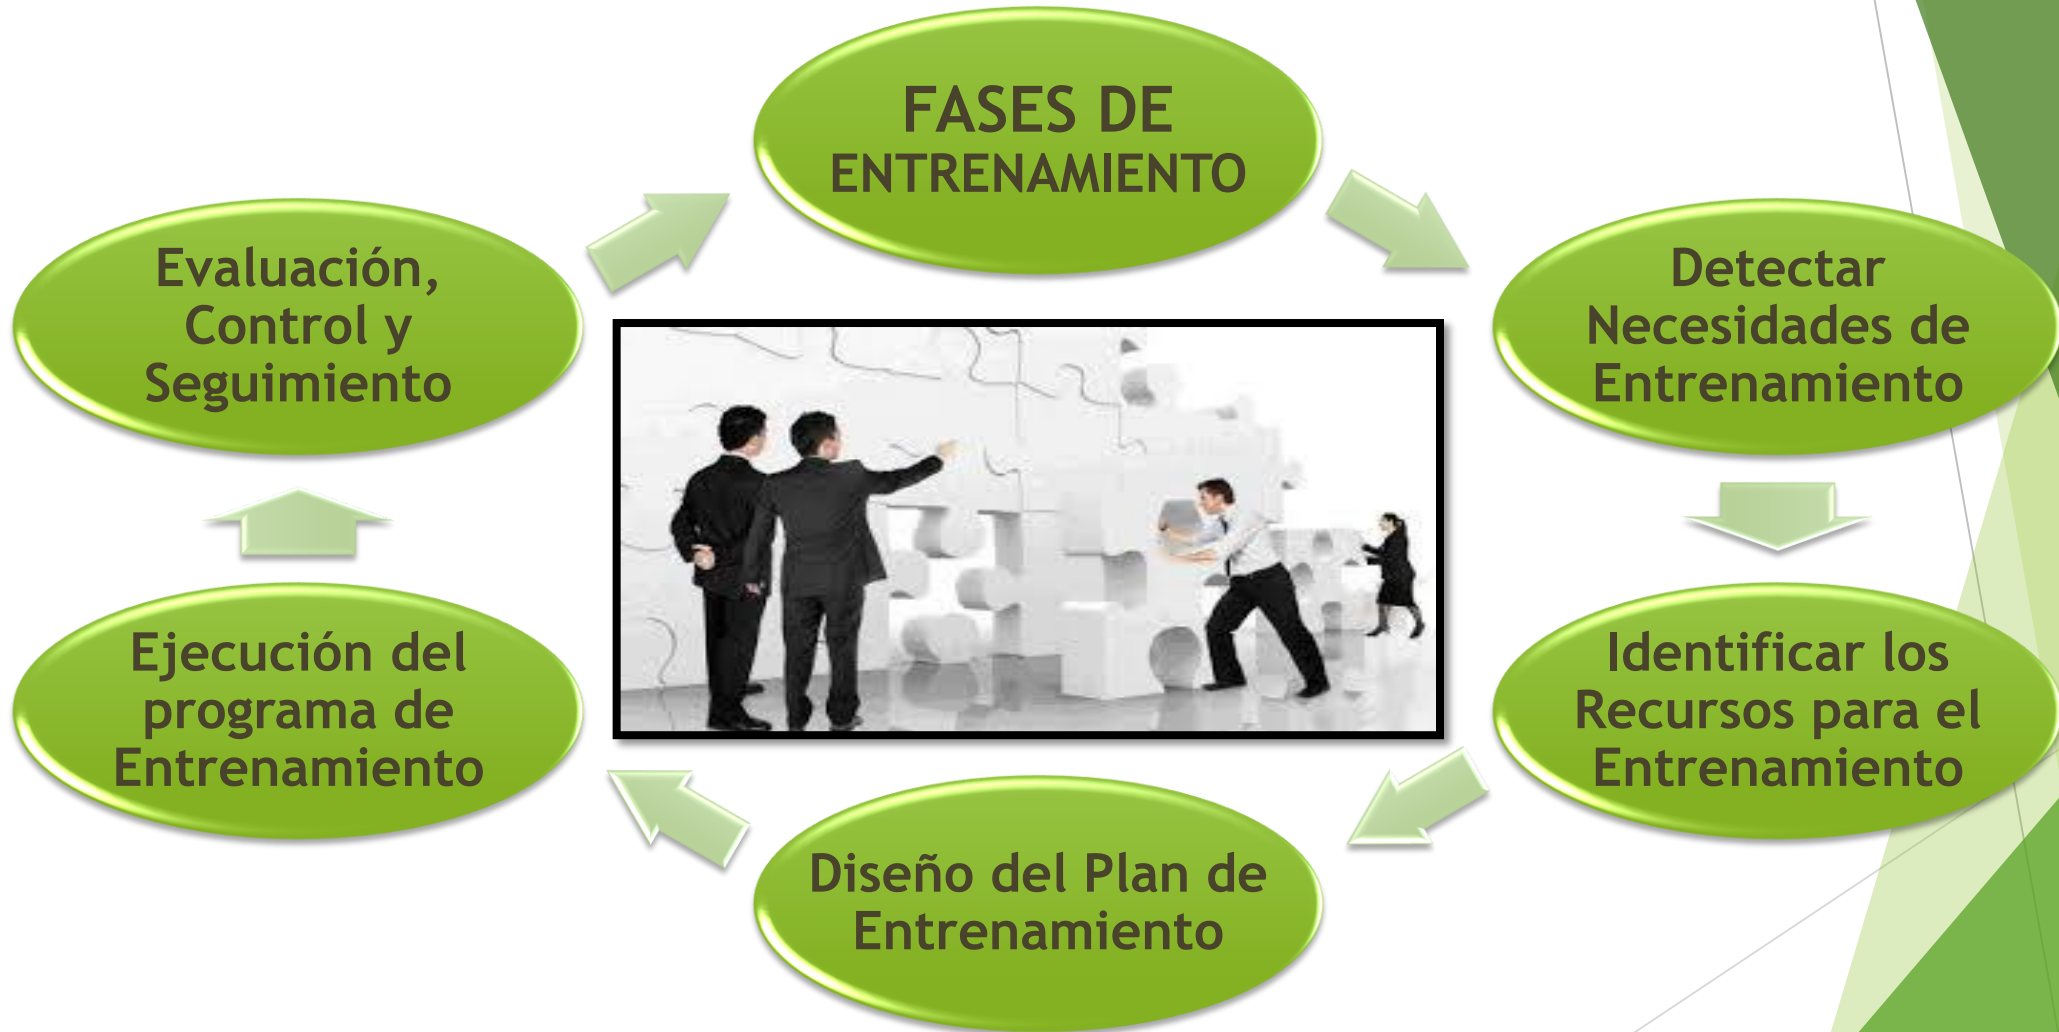 FASES DE
ENTRENAMIENTO
Detectar
Necesidades de
Entrenamiento
Identificar los
Recursos para el
Entrenamiento
Diseño del Plan de
Entrenamiento
Ejecución del
programa de
Entrenamiento
Evaluación,
Control y
Seguimiento